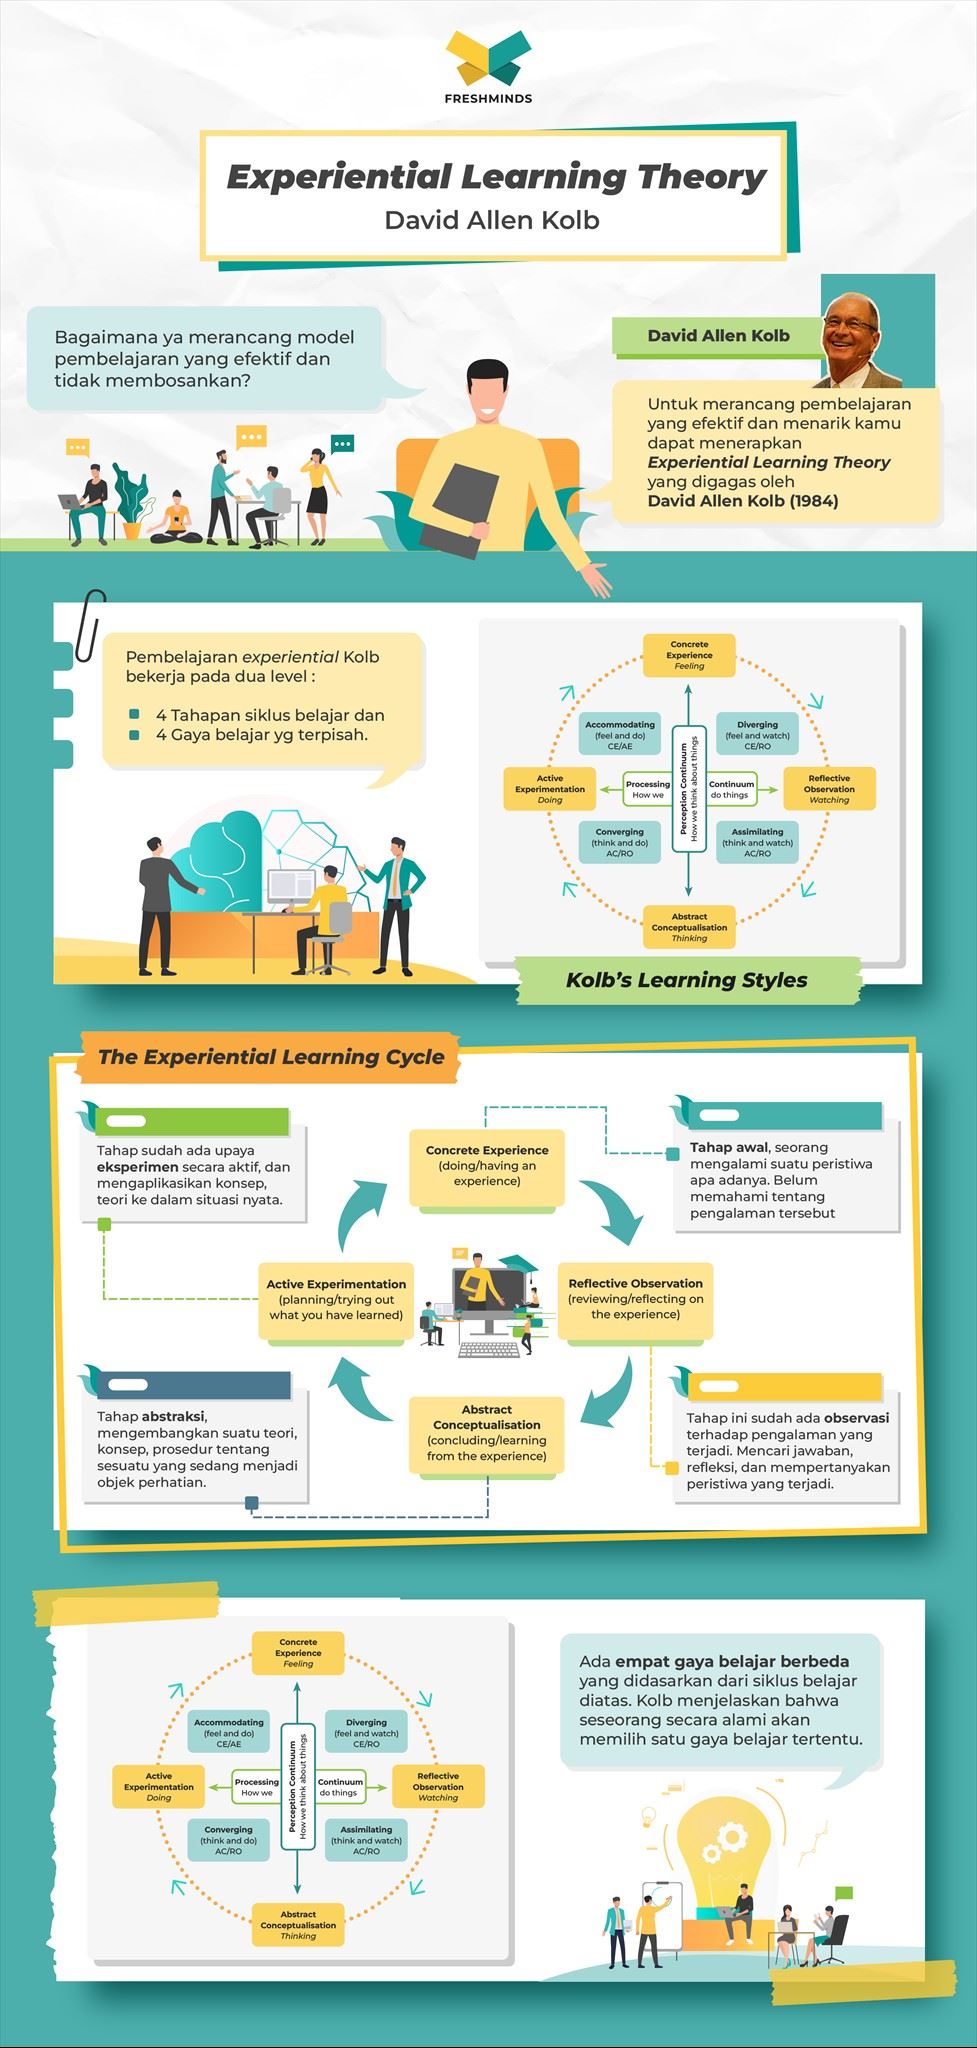 FRESHMINDS
Experiential Learning Theory
David Allen Kolb
Bagaimana ya merancang model
pembelajaran yang efektif dan
tidak membosankan?
David Allen Kolb
Untuk merancang pembelajaran
yang efektif dan menarik kamu
dapat menerapkan
Experiential Learning Theory
yang digagas oleh
David Allen Kolb (1984)
Pembelajaran experiential Kolb
bekerja pada dua level :
4 Tahapan siklus belajar dan
4 Gaya belajar yg terpisah.
Concrete
Experience
Feeling
Accommodating
(feel and do)
CE/AE
Diverging
(feel and watch)
CE/RO
Active
Experimentation
Doing
Processing
How we
Perception Continuum
How we think about things
Continuum
do things
Reflective
Observation
Watching
Converging
(think and do)
AC/RO
Assimilating
(think and watch)
AC/RO
Abstract
Conceptualisation
Thinking
Kolb's Learning Styles
The Experiential Learning Cycle
Tahap sudah ada upaya
eksperimen secara aktif, dan
mengaplikasikan konsep,
teori ke dalam situasi nyata.
Concrete Experience
(doing/having an
experience)
Tahap awal, seorang
mengalami suatu peristiwa
apa adanya. Belum
memahami tentang
pengalaman tersebut
Active Experimentation
(planning/trying out
what you have learned)
Reflective Observation
(reviewing/reflecting on
the experience)
Tahap abstraksi,
mengembangkan suatu teori,
konsep, prosedur tentang
sesuatu yang sedang menjadi
objek perhatian.
Abstract
Conceptualisation
(concluding/learning
from the experience)
Tahap ini sudah ada observasi
terhadap pengalaman yang
terjadi. Mencari jawaban,
refleksi, dan mempertanyakan
peristiwa yang terjadi.
Concrete
Experience
Feeling
Accommodating
(feel and do)
CE/AE
Diverging
(feel and watch)
CE/RO
Active
Experimentation
Doing
Processing
How we
Perception Continuum
How we think about things
Continuum
do things
Reflective
Observation
Watching
Converging
(think and do)
AC/RO
Assimilating
(think and watch)
AC/RO
Abstract
Conceptualisation
Thinking
Ada empat gaya belajar berbeda
yang didasarkan dari siklus belajar
diatas. Kolb menjelaskan bahwa
seseorang secara alami akan
memilih satu gaya belajar tertentu.